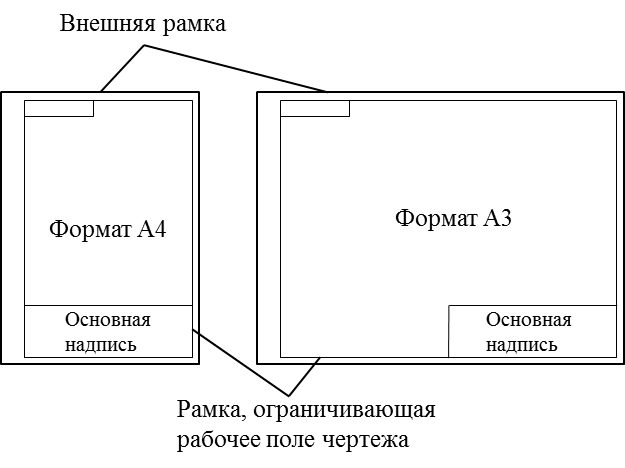 Внешняя рамка
Формат А4
Формат А3
Основная
надпись
Основная
надпись
Рамка, ограничивающая
рабочее поле чертежа